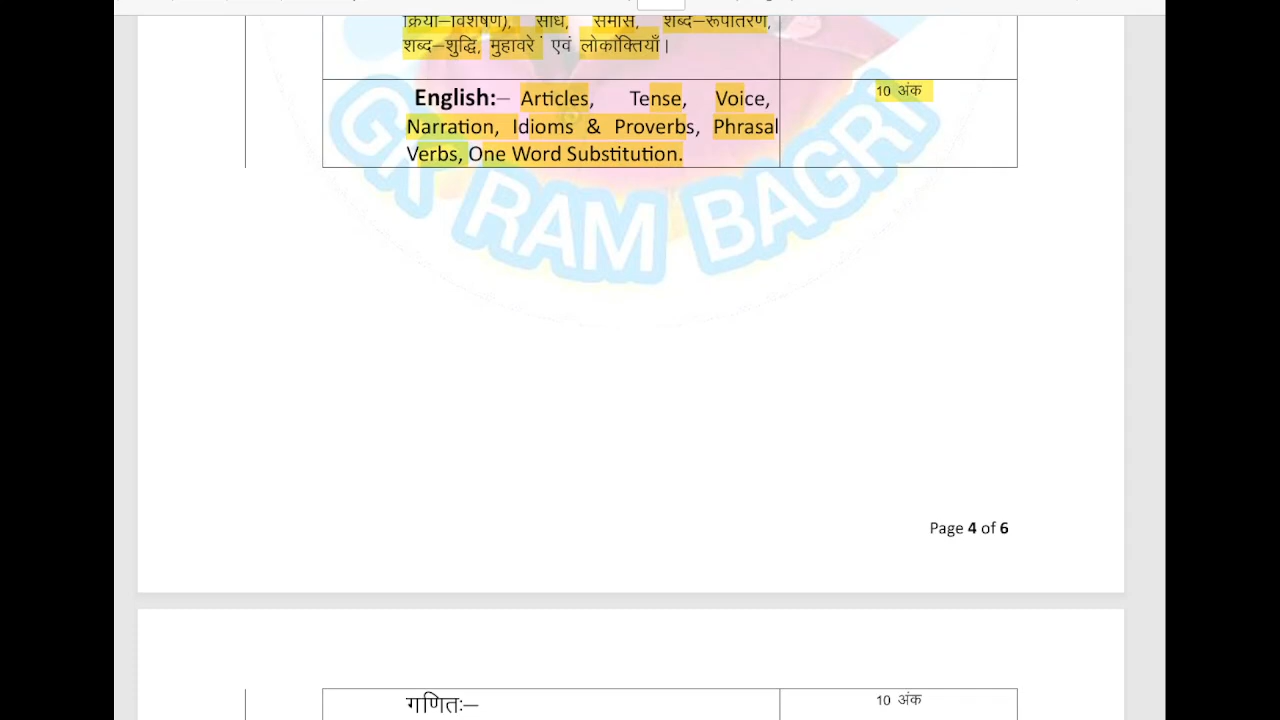 क्रिया–विशेषण), संधि, समास, शब्द–रूपांतरण,
शब्द–शुद्धि, मुहावरे एवं लोकोक्तियाँ।
English:– Articles, Tense, Voice,
10 अंक
Narration, Idioms & Proverbs, Phrasal
Verbs, One Word Substitution.
GK RAM BAGRI
Page 4 of 6
गणितः–
10 अंक